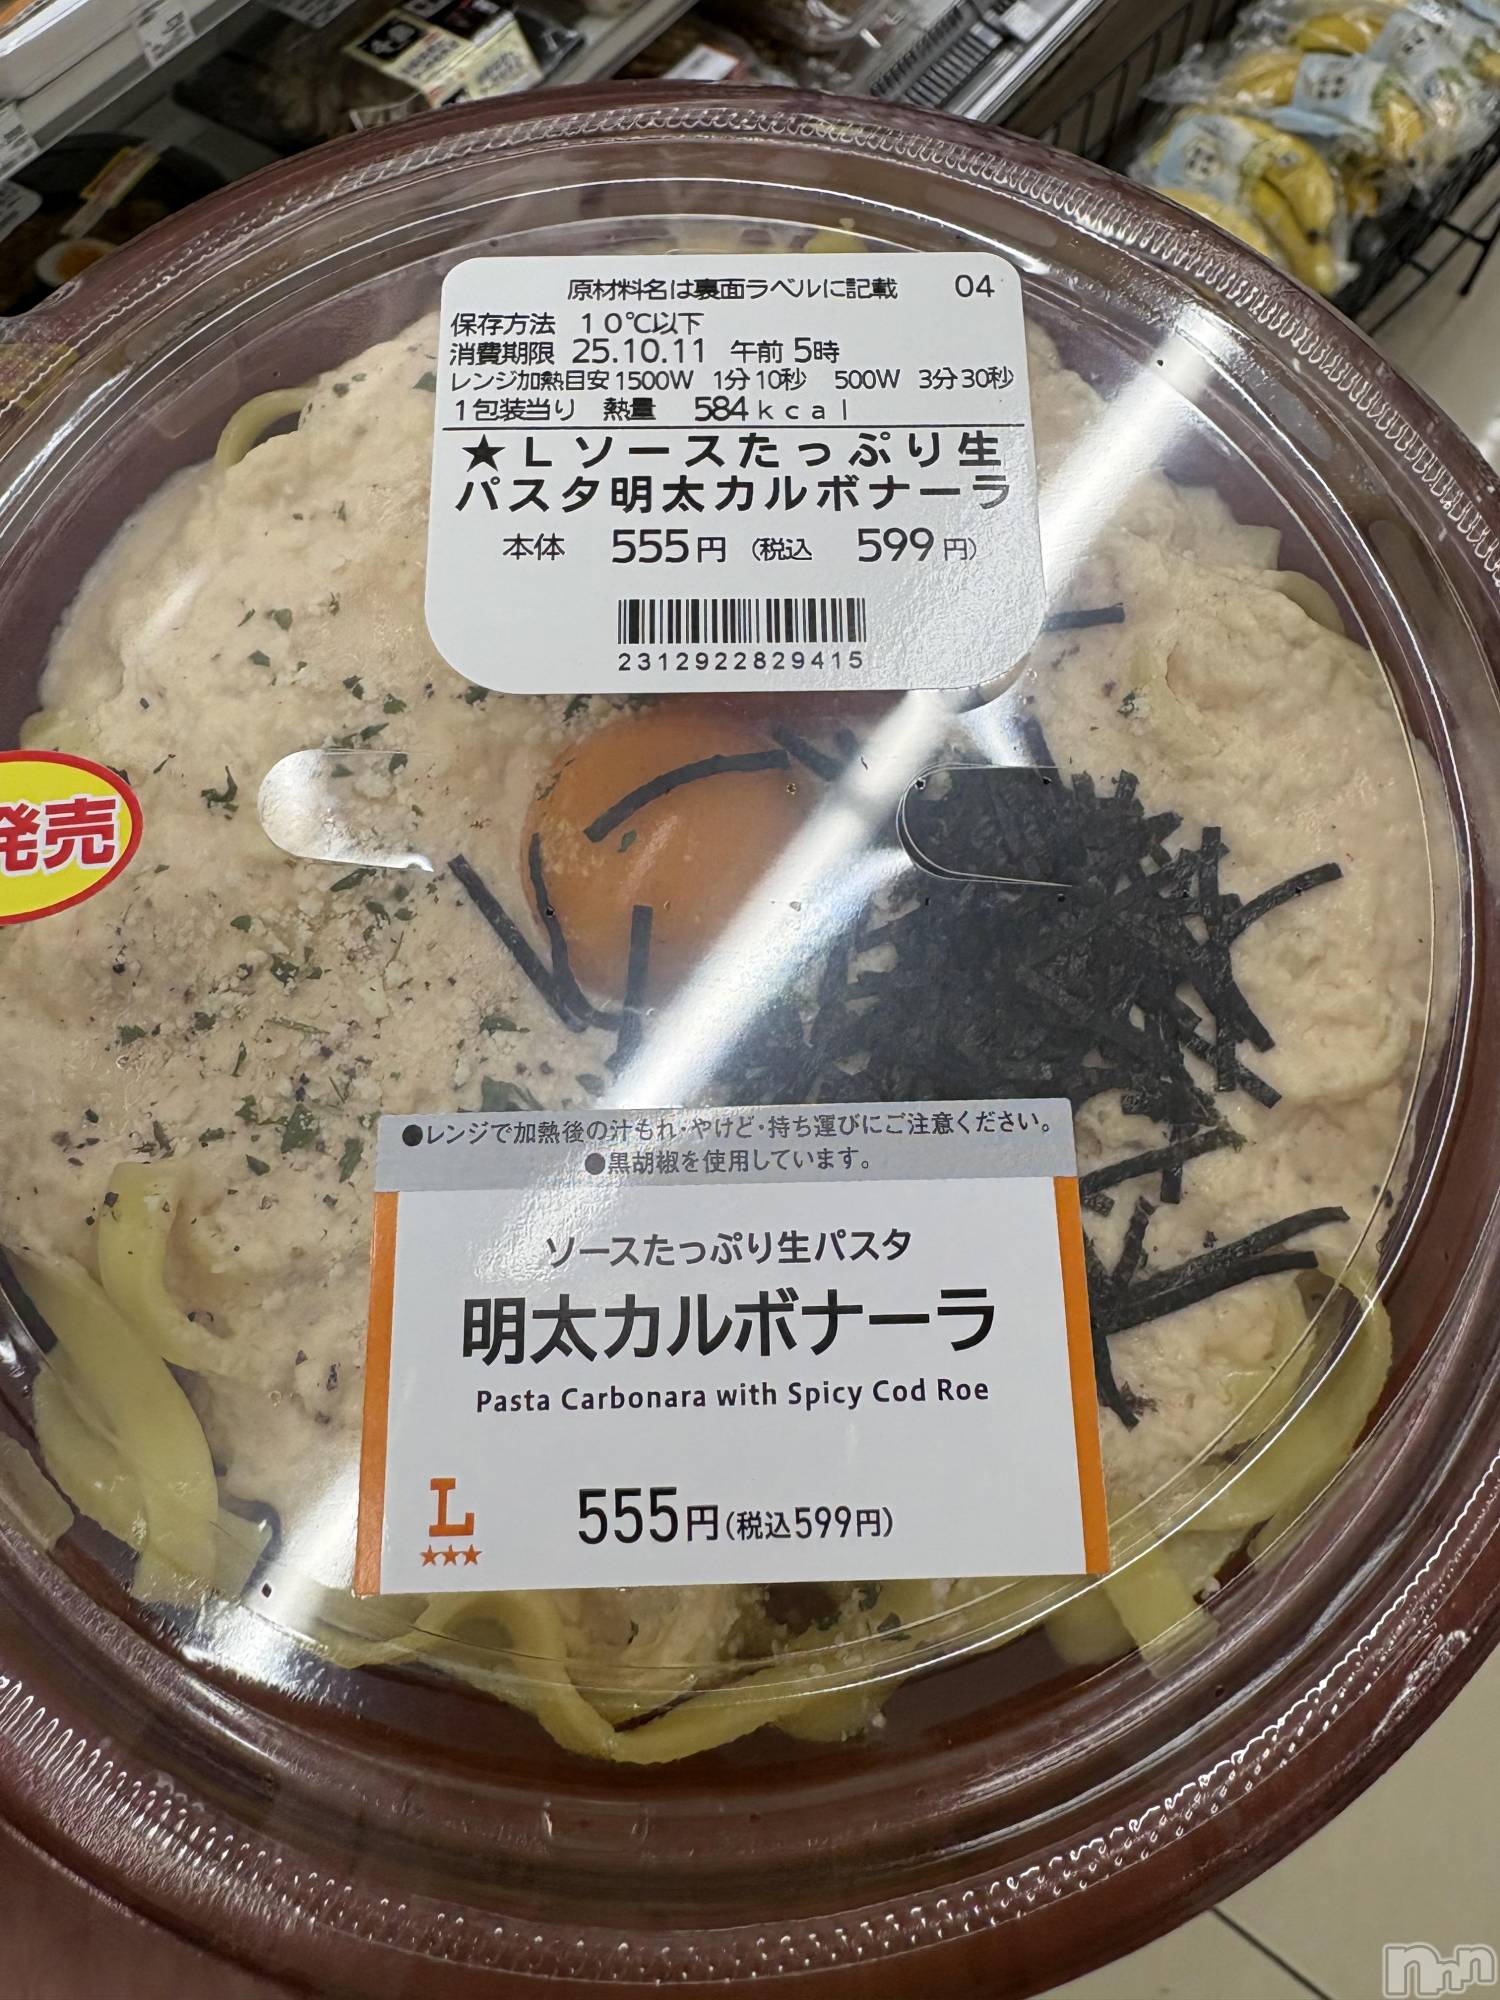 原材料名は裏面ラベルに記載 04
保存方法 10℃以下
消費期限 25.10.11 午前 5時
レンジ加熱目安 1500W 1分10秒 500W 3分30秒
1包装当り 熱量 584kcal
★Lソースたっぷり生
パスタ明太カルボナーラ
本体 555円 (税込 599円)
2312922829415
発売
●レンジで加熱後の汁もれ・やけど・持ち運びにご注意ください。
●黒胡椒を使用しています。
ソースたっぷり生パスタ
明太カルボナーラ
Pasta Carbonara with Spicy Cod Roe
L
★★★
555円(税込599円)